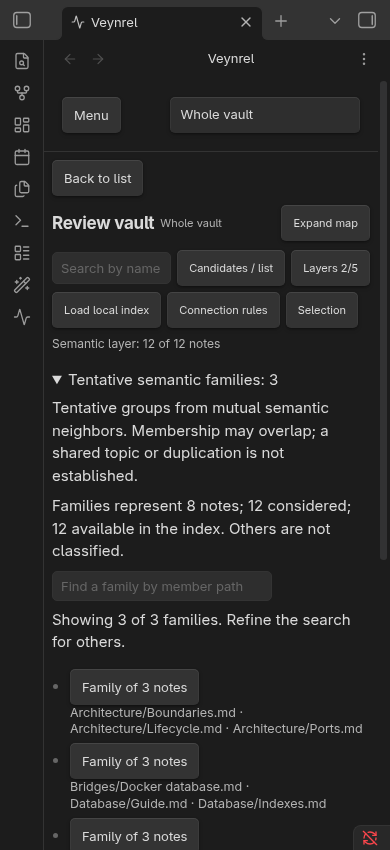 Veynrel
Veynrel
Menu
Whole vault
Back to list
Review vault Whole vault
Expand map
Search by name
Candidates / list
Layers 2/5
Load local index
Connection rules
Selection
Semantic layer: 12 of 12 notes
▼ Tentative semantic families: 3
Tentative groups from mutual semantic
neighbors. Membership may overlap; a
shared topic or duplication is not
established.
Families represent 8 notes; 12 considered;
12 available in the index. Others are not
classified.
Find a family by member path
Showing 3 of 3 families. Refine the search
for others.
Family of 3 notes
Architecture/Boundaries.md ·
Architecture/Lifecycle.md · Architecture/Ports.md
Family of 3 notes
Bridges/Docker database.md ·
Database/Guide.md · Database/Indexes.md
Family of 3 notes